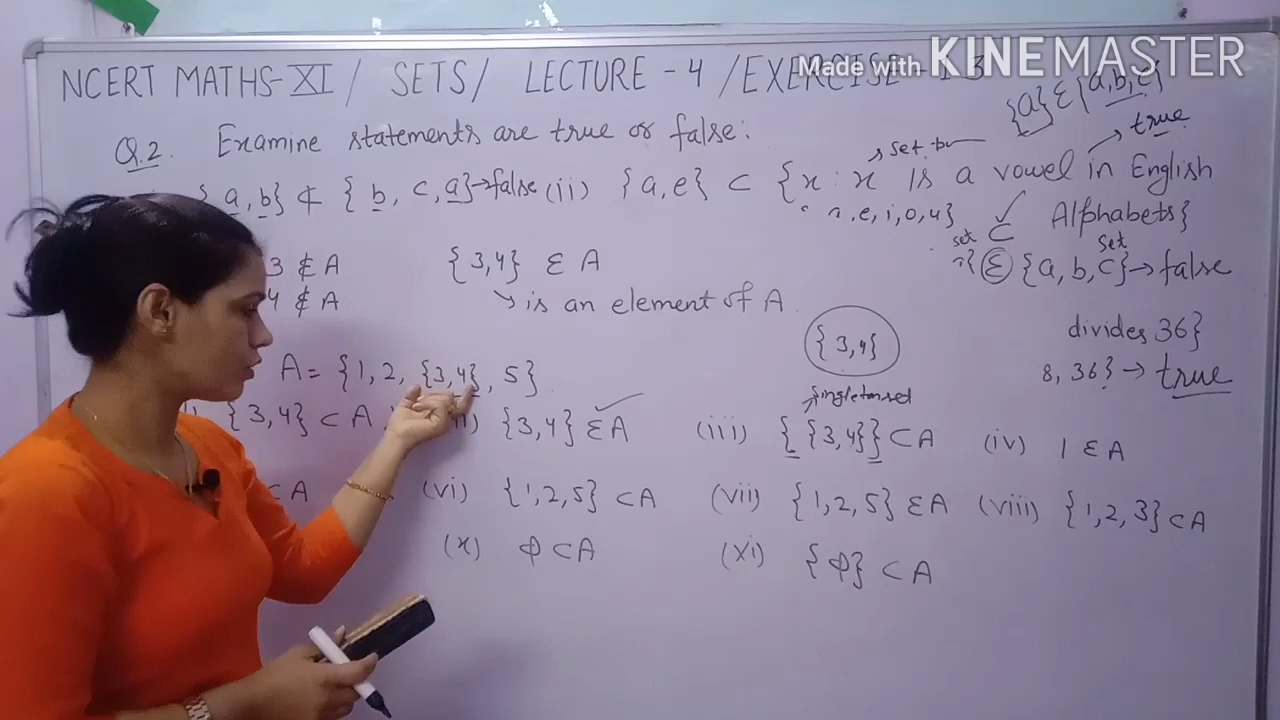 Made with KINEMASTER
NCERT MATHS-XI / SETS/ LECTURE - 4 /EXERCISE - 1 3
{a} ε {a,b,c}
Q.2. Examine statements are true or false:
→ true
→ set
{a, b} ⊄ { b, c, a}→false (ii) {a,e} ⊂ {x : x is a vowel in English
a,e,i,o,u} Alphabets}
set ⊂ set
ε {a, b, c}→false
3 ∉ A {3,4} ε A
4 ∉ A → is an element of A
{3,4} divides 36}
8, 36} → true
A = {1, 2, {3,4}, 5}
singleton set
{3,4} ⊂ A {3,4} ε A ✓ (iii) { {3,4}} ⊂ A (iv) 1 ε A
⊂ A (vi) {1,2,5} ⊂ A (vii) {1,2,5} ε A (viii) {1,2,3} ⊂ A
(x) φ ⊂ A (xi) {φ} ⊂ A